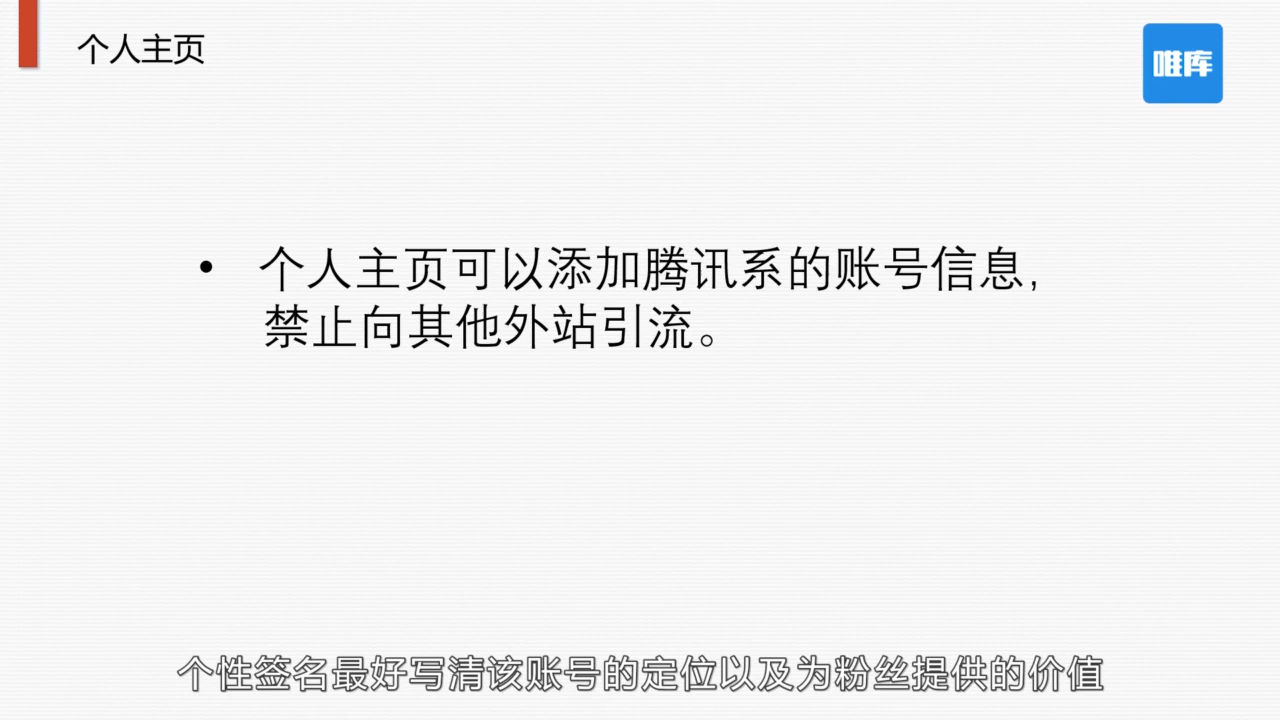 个人主页
唯库
• 个人主页可以添加腾讯系的账号信息,
禁止向其他外站引流。
个性签名最好写清该账号的定位以及为粉丝提供的价值